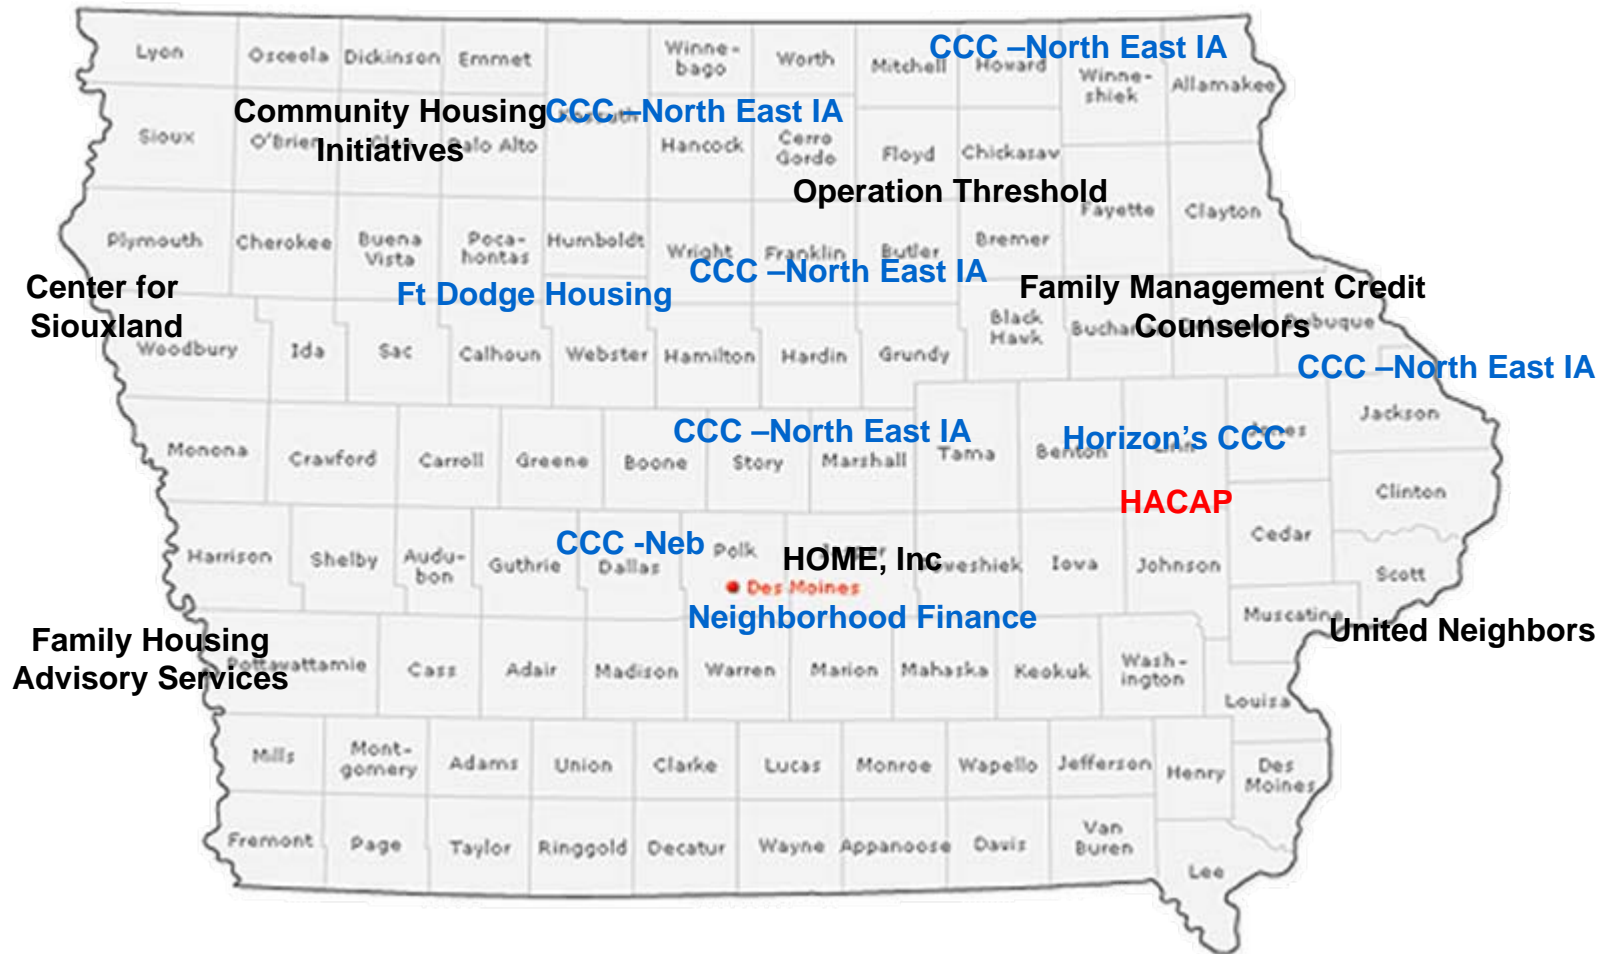 Lyon
Osceola
Dickinson
Emmet
Winne-
bago
Worth
Mitchell
Howard
CCC –North East IA
Winne-
shiek
Allamakee
Community Housing
Initiatives
CCC –North East IA
Kossuth
Sioux
O'Brien
Clay
Palo Alto
Hancock
Cerro
Gordo
Floyd
Chickasaw
Operation Threshold
Fayette
Clayton
Plymouth
Cherokee
Buena
Vista
Poca-
hontas
Humboldt
Wright
Franklin
Butler
Bremer
CCC –North East IA
Center for
Siouxland
Ft Dodge Housing
Family Management Credit
Counselors
Woodbury
Ida
Sac
Calhoun
Webster
Hamilton
Hardin
Grundy
Black
Hawk
Buchanan
Dubuque
CCC –North East IA
Monona
Crawford
Carroll
Greene
Boone
Story
Marshall
CCC –North East IA
Tama
Benton
Linn
Jones
Horizon's CCC
Jackson
HACAP
Clinton
Harrison
Shelby
Audu-
bon
Guthrie
Dallas
CCC -Neb
Polk
HOME, Inc
Des Moines
Poweshiek
Iowa
Johnson
Cedar
Scott
Neighborhood Finance
Muscatine
United Neighbors
Family Housing
Advisory Services
Pottawattamie
Cass
Adair
Madison
Warren
Marion
Mahaska
Keokuk
Wash-
ington
Louisa
Mills
Mont-
gomery
Adams
Union
Clarke
Lucas
Monroe
Wapello
Jefferson
Henry
Des
Moines
Fremont
Page
Taylor
Ringgold
Decatur
Wayne
Appanoose
Davis
Van
Buren
Lee